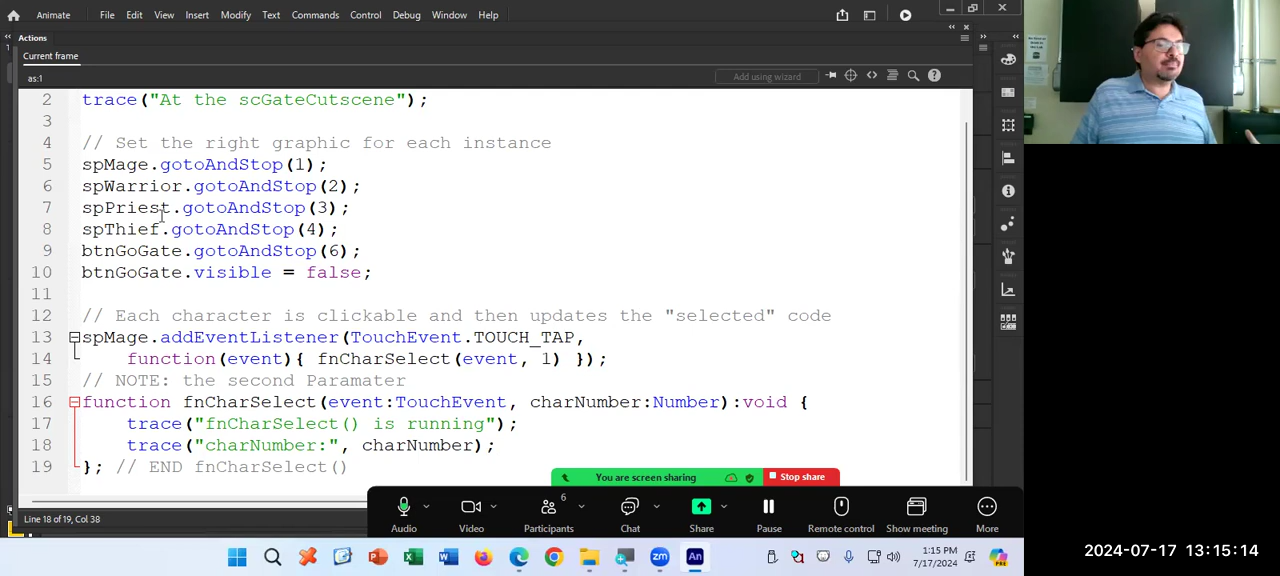 Animate File Edit View Insert Modify Text Commands Control Debug Window Help
Actions
Current frame
as:1
Add using wizard
2 trace("At the scGateCutscene");
3
4 // Set the right graphic for each instance
5 spMage.gotoAndStop(1);
6 spWarrior.gotoAndStop(2);
7 spPriest.gotoAndStop(3);
8 spThief.gotoAndStop(4);
9 btnGoGate.gotoAndStop(6);
10 btnGoGate.visible = false;
11
12 // Each character is clickable and then updates the "selected" code
13 spMage.addEventListener(TouchEvent.TOUCH_TAP,
14 function(event){ fnCharSelect(event, 1) });
15 // NOTE: the second Paramater
16 function fnCharSelect(event:TouchEvent, charNumber:Number):void {
17 trace("fnCharSelect() is running");
18 trace("charNumber:", charNumber);
19 }; // END fnCharSelect()
You are screen sharing Stop share
6
Audio Video Participants Chat Share Pause Remote control Show meeting More
Line 18 of 19, Col 38
zm An
1:15 PM
7/17/2024
PRE
2024-07-17 13:15:14